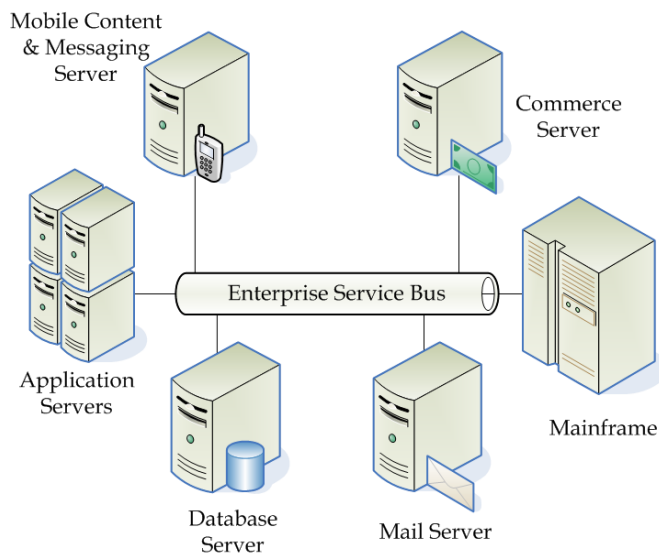 Mobile Content
& Messaging
Server
Commerce
Server
Enterprise Service Bus
Application
Servers
Mainframe
Database
Server
Mail Server